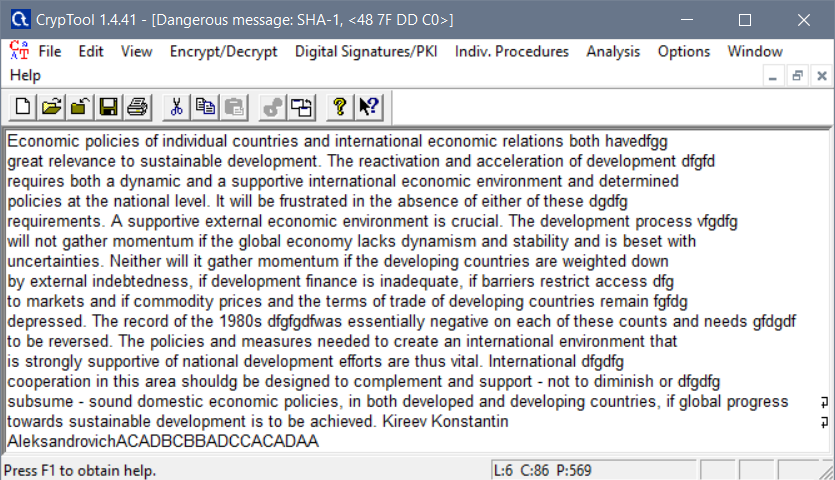 CrypTool 1.4.41 - [Dangerous message: SHA-1, <48 7F DD C0>]
File Edit View Encrypt/Decrypt Digital Signatures/PKI Indiv. Procedures Analysis Options Window
Help
Economic policies of individual countries and international economic relations both havedfgg
great relevance to sustainable development. The reactivation and acceleration of development dfgfd
requires both a dynamic and a supportive international economic environment and determined
policies at the national level. It will be frustrated in the absence of either of these dgdfg
requirements. A supportive external economic environment is crucial. The development process vfgdfg
will not gather momentum if the global economy lacks dynamism and stability and is beset with
uncertainties. Neither will it gather momentum if the developing countries are weighted down
by external indebtedness, if development finance is inadequate, if barriers restrict access dfg
to markets and if commodity prices and the terms of trade of developing countries remain fgfdg
depressed. The record of the 1980s dfgfgdfwas essentially negative on each of these counts and needs gfdgdf
to be reversed. The policies and measures needed to create an international environment that
is strongly supportive of national development efforts are thus vital. International dfgdfg
cooperation in this area shouldg be designed to complement and support - not to diminish or dfgdfg
subsume - sound domestic economic policies, in both developed and developing countries, if global progress
towards sustainable development is to be achieved. Kireev Konstantin
AleksandrovichACADBCBBADCCACADAA
Press F1 to obtain help. L:6 C:86 P:569